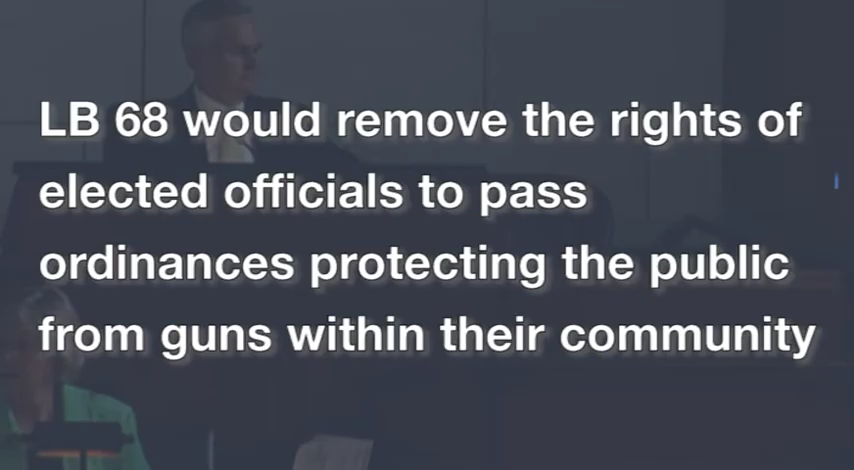 LB 68 would remove the rights of
elected officials to pass
ordinances protecting the public
from guns within their community